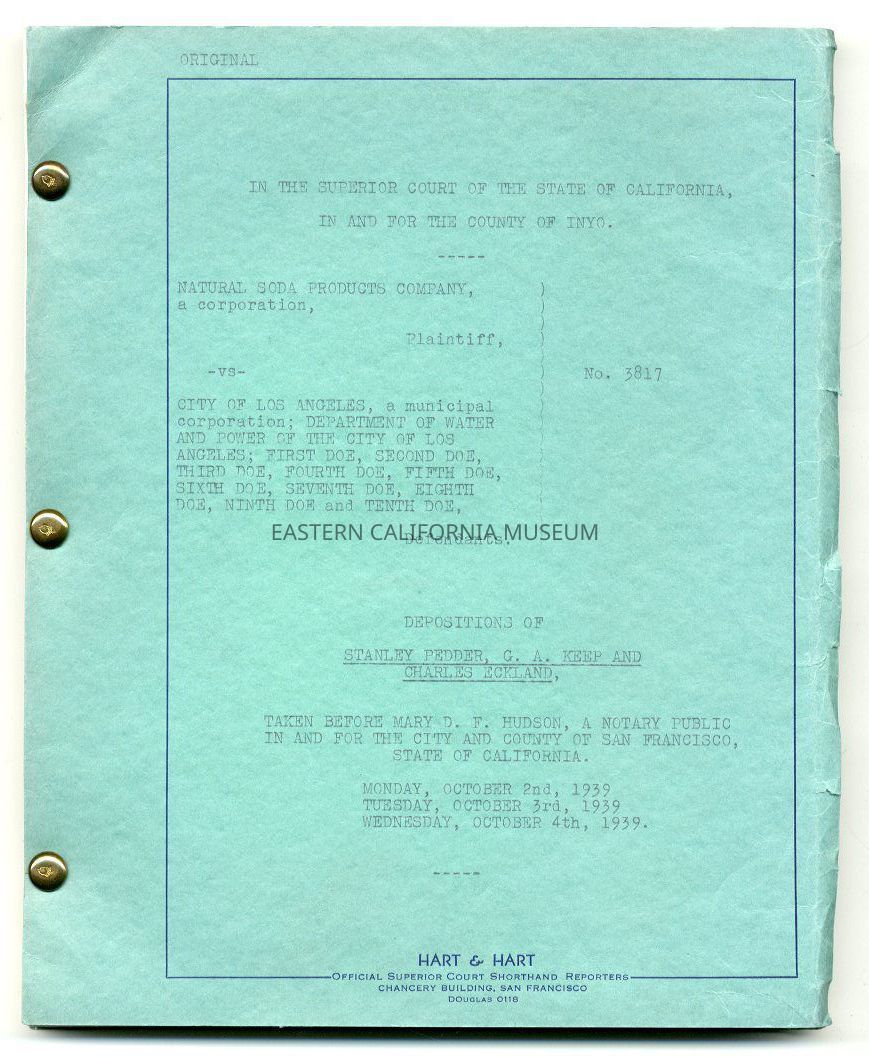 ORIGINAL
IN THE SUPERIOR COURT OF THE STATE OF CALIFORNIA,
IN AND FOR THE COUNTY OF INYO.
-----
NATURAL SODA PRODUCTS COMPANY, )
a corporation, )
Plaintiff, )
-vs- ) No. 3817
CITY OF LOS ANGELES, a municipal )
corporation; DEPARTMENT OF WATER )
AND POWER OF THE CITY OF LOS )
ANGELES; FIRST DOE, SECOND DOE, )
THIRD DOE, FOURTH DOE, FIFTH DOE, )
SIXTH DOE, SEVENTH DOE, EIGHTH )
DOE, NINTH DOE and TENTH DOE, )
EASTERN CALIFORNIA MUSEUM
Defendants.
DEPOSITIONS OF
STANLEY PEDDER, G. A. KEEP AND
CHARLES ECKLAND,
TAKEN BEFORE MARY D. F. HUDSON, A NOTARY PUBLIC
IN AND FOR THE CITY AND COUNTY OF SAN FRANCISCO,
STATE OF CALIFORNIA.
MONDAY, OCTOBER 2nd, 1939
TUESDAY, OCTOBER 3rd, 1939
WEDNESDAY, OCTOBER 4th, 1939.
-----
HART & HART
OFFICIAL SUPERIOR COURT SHORTHAND REPORTERS
CHANCERY BUILDING, SAN FRANCISCO
DOUGLAS 0118